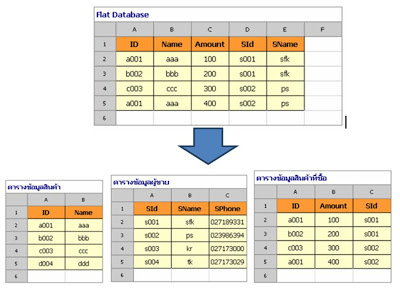 Flat Database
A B C D E F
1 ID Name Amount SId SName
2 a001 aaa 100 s001 sfk
3 b002 bbb 200 s001 sfk
4 c003 ccc 300 s002 ps
5 a001 aaa 400 s002 ps
6
ตารางข้อมูลสินค้า
A B
1 ID Name
2 a001 aaa
3 b002 bbb
4 c003 ccc
5 d004 ddd
6
ตารางข้อมูลผู้ขาย
A B C
1 SId SName SPhone
2 s001 sfk 027189331
3 s002 ps 023986394
4 s003 kr 027173000
5 s004 tk 027173029
6
ตารางข้อมูลสินค้าที่ซื้อ
A B C
1 ID Amount SId
2 a001 100 s001
3 b002 200 s001
4 c003 300 s002
5 a001 400 s002
6